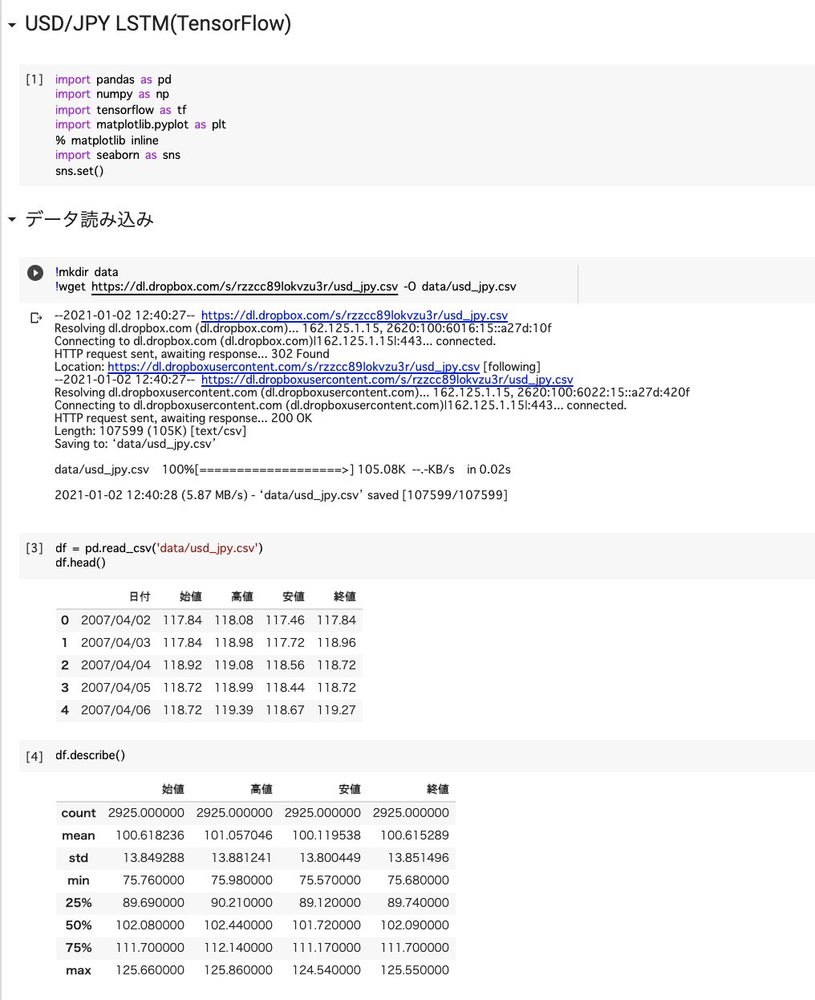 USD/JPY LSTM(TensorFlow)
[1] import pandas as pd
import numpy as np
import tensorflow as tf
import matplotlib.pyplot as plt
% matplotlib inline
import seaborn as sns
sns.set()
データ読み込み
!mkdir data
!wget https://dl.dropbox.com/s/rzzcc89lokvzu3r/usd_jpy.csv -O data/usd_jpy.csv
--2021-01-02 12:40:27-- https://dl.dropbox.com/s/rzzcc89lokvzu3r/usd_jpy.csv
Resolving dl.dropbox.com (dl.dropbox.com)... 162.125.1.15, 2620:100:6016:15::a27d:10f
Connecting to dl.dropbox.com (dl.dropbox.com)|162.125.1.15|:443... connected.
HTTP request sent, awaiting response... 302 Found
Location: https://dl.dropboxusercontent.com/s/rzzcc89lokvzu3r/usd_jpy.csv [following]
--2021-01-02 12:40:27-- https://dl.dropboxusercontent.com/s/rzzcc89lokvzu3r/usd_jpy.csv
Resolving dl.dropboxusercontent.com (dl.dropboxusercontent.com)... 162.125.1.15, 2620:100:6022:15::a27d:420f
Connecting to dl.dropboxusercontent.com (dl.dropboxusercontent.com)|162.125.1.15|:443... connected.
HTTP request sent, awaiting response... 200 OK
Length: 107599 (105K) [text/csv]
Saving to: ‘data/usd_jpy.csv’
data/usd_jpy.csv 100%[===================>] 105.08K --.-KB/s in 0.02s
2021-01-02 12:40:28 (5.87 MB/s) - ‘data/usd_jpy.csv’ saved [107599/107599]
[3] df = pd.read_csv('data/usd_jpy.csv')
df.head()
日付 始値 高値 安値 終値
0 2007/04/02 117.84 118.08 117.46 117.84
1 2007/04/03 117.84 118.98 117.72 118.96
2 2007/04/04 118.92 119.08 118.56 118.72
3 2007/04/05 118.72 118.99 118.44 118.72
4 2007/04/06 118.72 119.39 118.67 119.27
[4] df.describe()
始値 高値 安値 終値
count 2925.000000 2925.000000 2925.000000 2925.000000
mean 100.618236 101.057046 100.119538 100.615289
std 13.849288 13.881241 13.800449 13.851496
min 75.760000 75.980000 75.570000 75.680000
25% 89.690000 90.210000 89.120000 89.740000
50% 102.080000 102.440000 101.720000 102.090000
75% 111.700000 112.140000 111.170000 111.700000
max 125.660000 125.860000 124.540000 125.550000